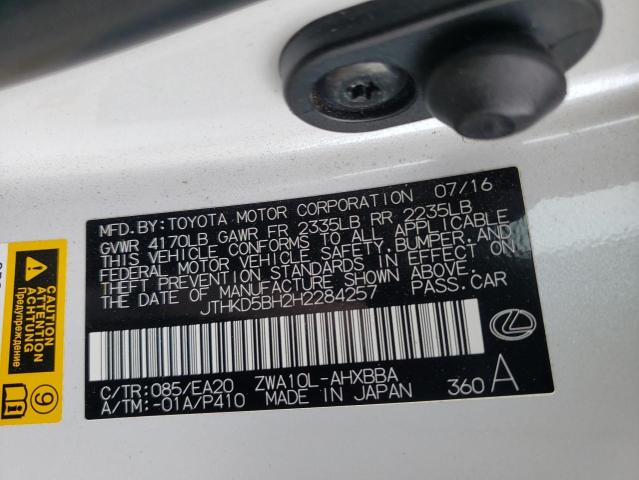 MFD.BY:TOYOTA MOTOR CORPORATION 07/16
GVWR 4170LB GAWR FR 2335LB RR 2235LB
THIS VEHICLE CONFORMS TO ALL APPLICABLE
FEDERAL MOTOR VEHICLE SAFETY,BUMPER,AND
THEFT PREVENTION STANDARDS IN EFFECT ON
THE DATE OF MANUFACTURE SHOWN ABOVE.
JTHKD5BH2H2284257 PASS.CAR
C/TR:085/EA20 ZWA10L-AHXBBA
A/TM:-01A/P410 MADE IN JAPAN 360 A
CAUTION
ATTENTION
ACHTUNG
Предупреждение
9